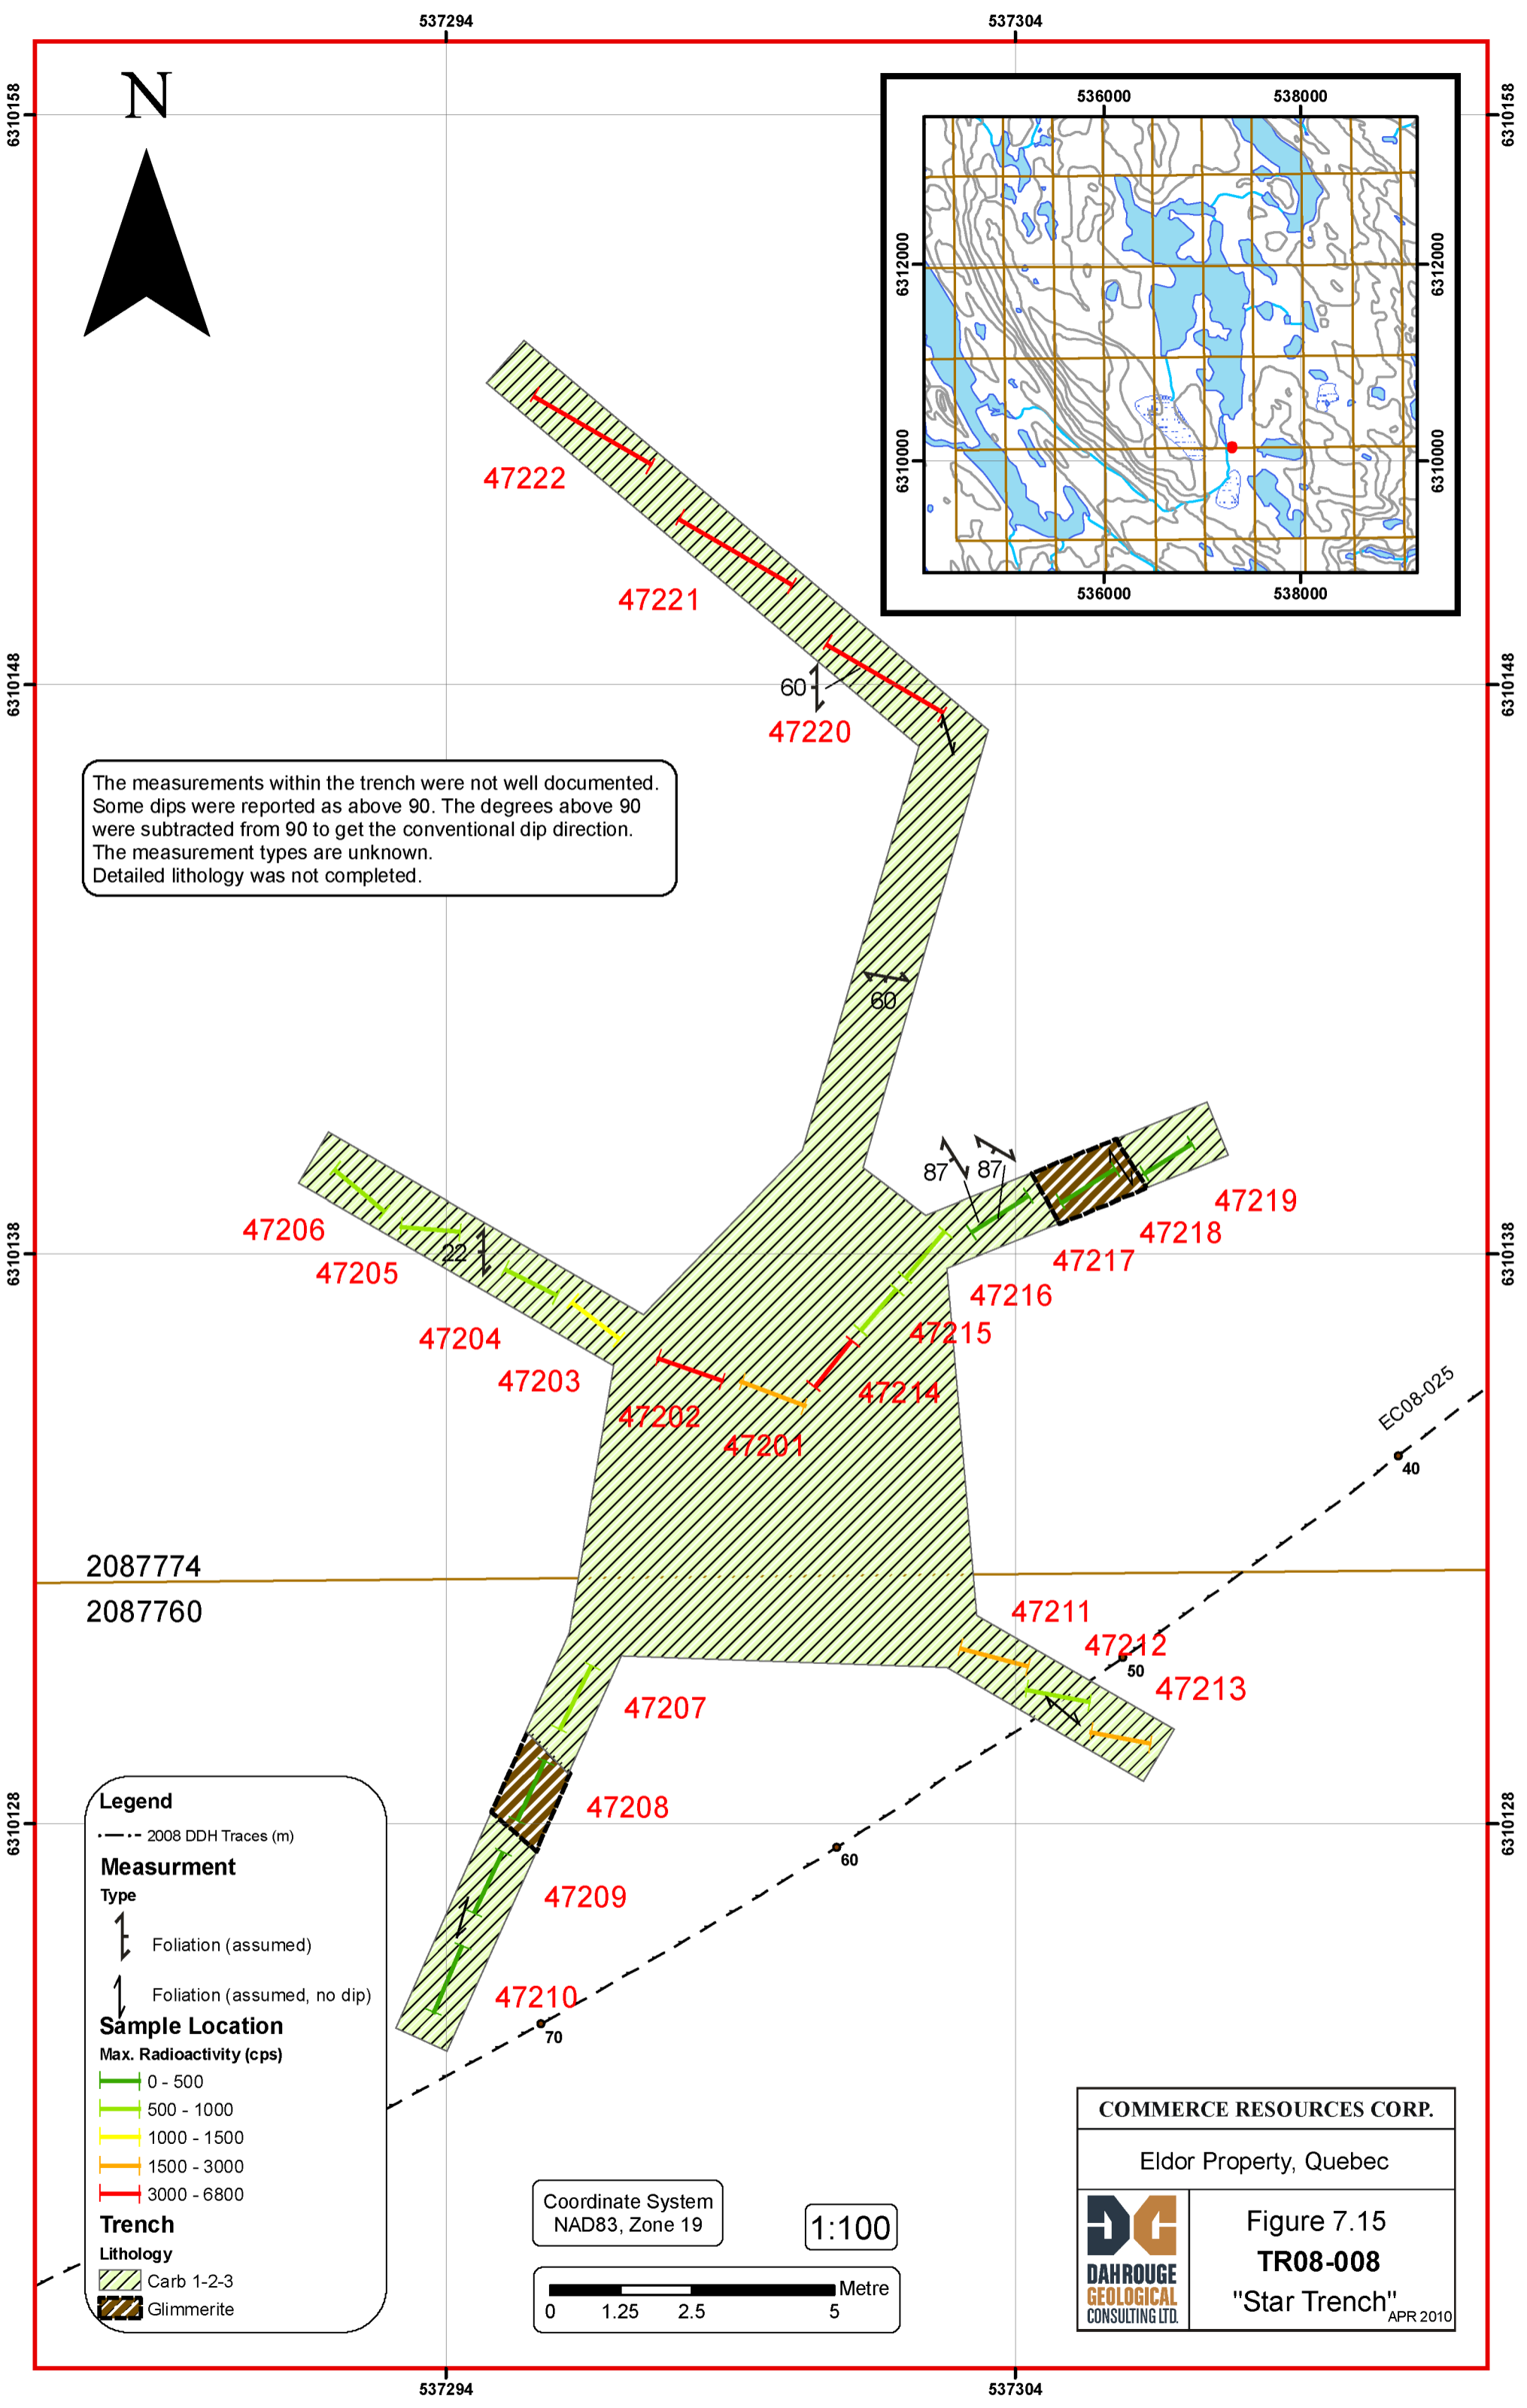 537294
537304
6310158
N
536000
538000
6310158
6312000
6312000
6310000
6310000
536000
538000
47222
47221
6310148
60
6310148
47220
The measurements within the trench were not well documented.
Some dips were reported as above 90. The degrees above 90
were subtracted from 90 to get the conventional dip direction.
The measurement types are unknown.
Detailed lithology was not completed.
60
87
87
47219
47206
47218
6310138
22
47217
6310138
47205
47216
47204
47215
47203
47214
47202
47201
EC08-025
40
2087774
2087760
47211
47212
50
47213
47207
47208
6310128
6310128
60
47209
47210
70
Legend
2008 DDH Traces (m)
Measurment
Type
Foliation (assumed)
Foliation (assumed, no dip)
Sample Location
Max. Radioactivity (cps)
0 - 500
500 - 1000
1000 - 1500
1500 - 3000
3000 - 6800
Trench
Lithology
Carb 1-2-3
Glimmerite
Coordinate System
NAD83, Zone 19
1:100
Metre
0 1.25 2.5 5
COMMERCE RESOURCES CORP.
Eldor Property, Quebec
DAHROUGE
GEOLOGICAL
CONSULTING LTD.
Figure 7.15
TR08-008
"Star Trench"
APR 2010
537294
537304